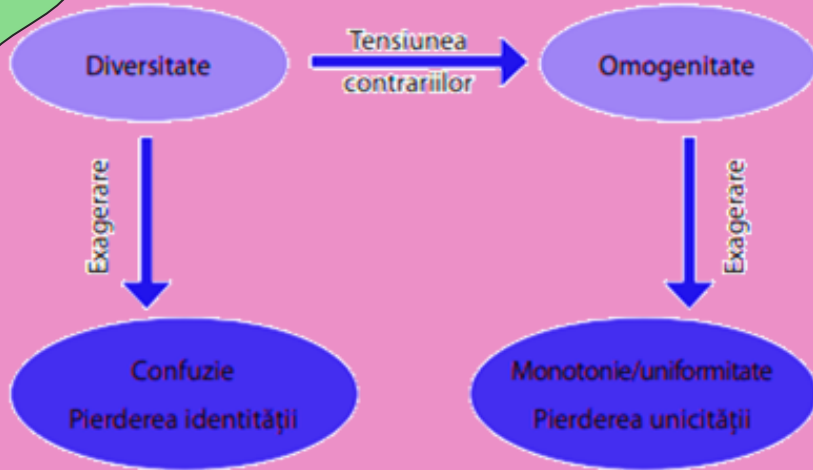 Diversitate
Tensiunea
contrariilor
Omogenitate
Exagerare
Exagerare
Confuzie
Pierderea identității
Monotonie/uniformitate
Pierderea unicității